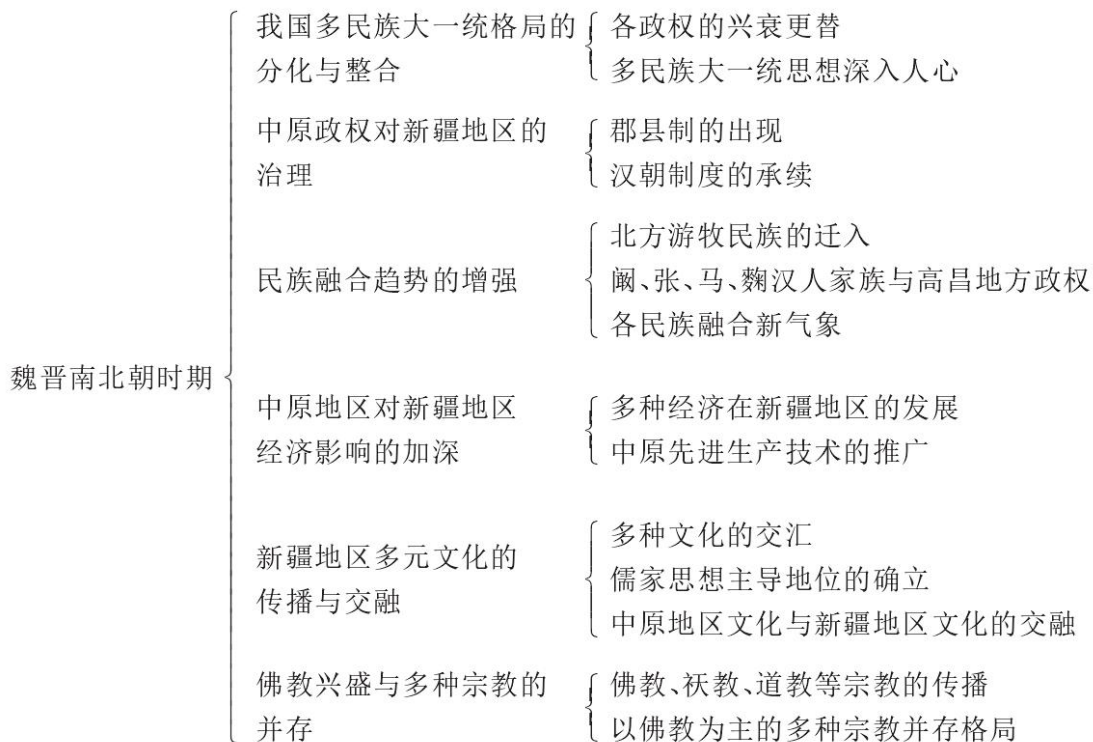 魏晋南北朝时期
我国多民族大一统格局的
分化与整合
各政权的兴衰更替
多民族大一统思想深入人心
中原政权对新疆地区的
治理
郡县制的出现
汉朝制度的承续
民族融合趋势的增强
北方游牧民族的迁入
阚、张、马、麴汉人家族与高昌地方政权
各民族融合新气象
中原地区对新疆地区
经济影响的加深
多种经济在新疆地区的发展
中原先进生产技术的推广
新疆地区多元文化的
传播与交融
多种文化的交汇
儒家思想主导地位的确立
中原地区文化与新疆地区文化的交融
佛教兴盛与多种宗教的
并存
佛教、祆教、道教等宗教的传播
以佛教为主的多种宗教并存格局